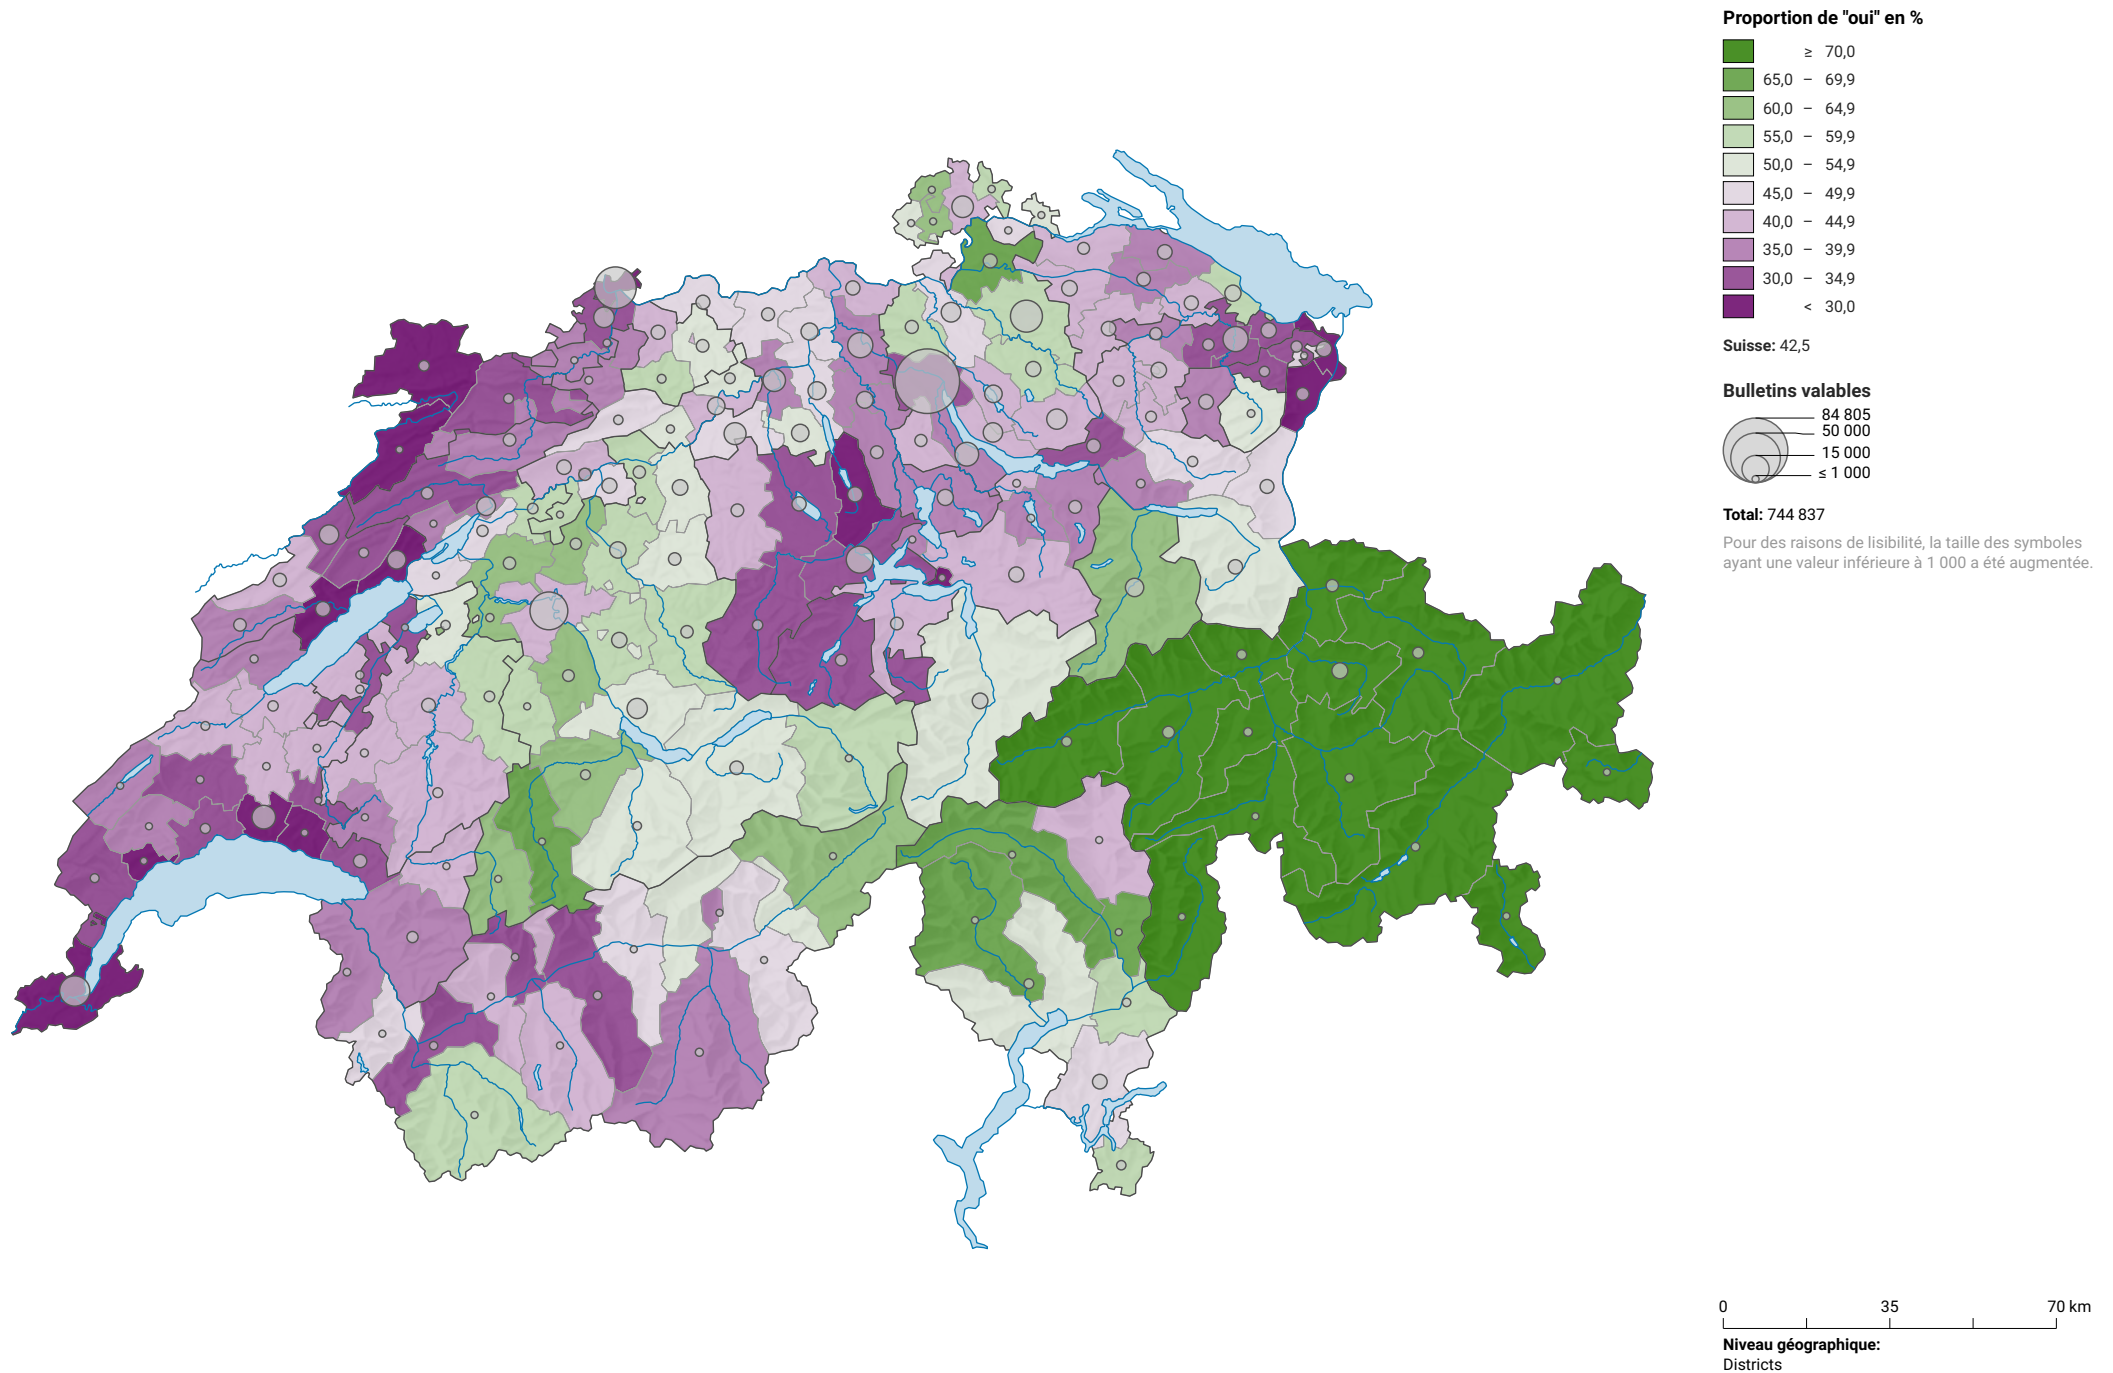 Proportion de "oui" en %
≥ 70,0
65,0 – 69,9
60,0 – 64,9
55,0 – 59,9
50,0 – 54,9
45,0 – 49,9
40,0 – 44,9
35,0 – 39,9
30,0 – 34,9
< 30,0
Suisse: 42,5
Bulletins valables
84 805
50 000
15 000
≤ 1 000
Total: 744 837
Pour des raisons de lisibilité, la taille des symboles
ayant une valeur inférieure à 1 000 a été augmentée.
0 35 70 km
Niveau géographique:
Districts